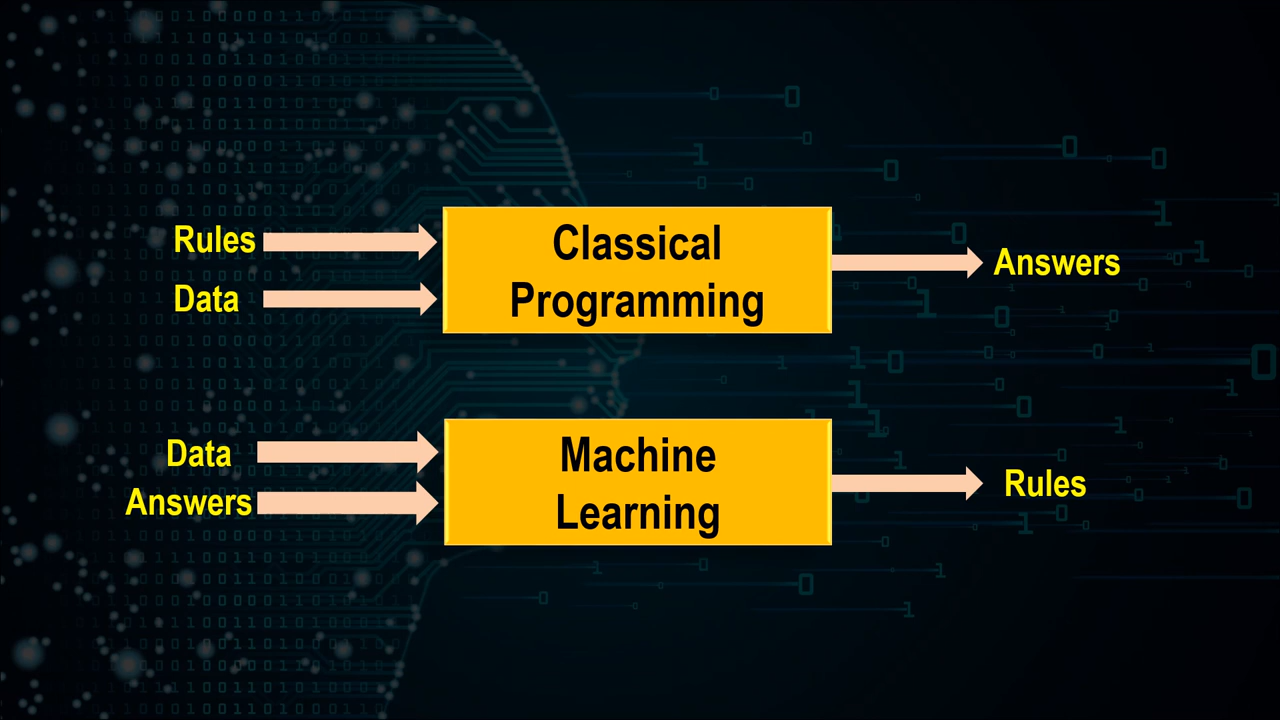 Rules
Data
Classical
Programming
Answers
Data
Answers
Machine
Learning
Rules